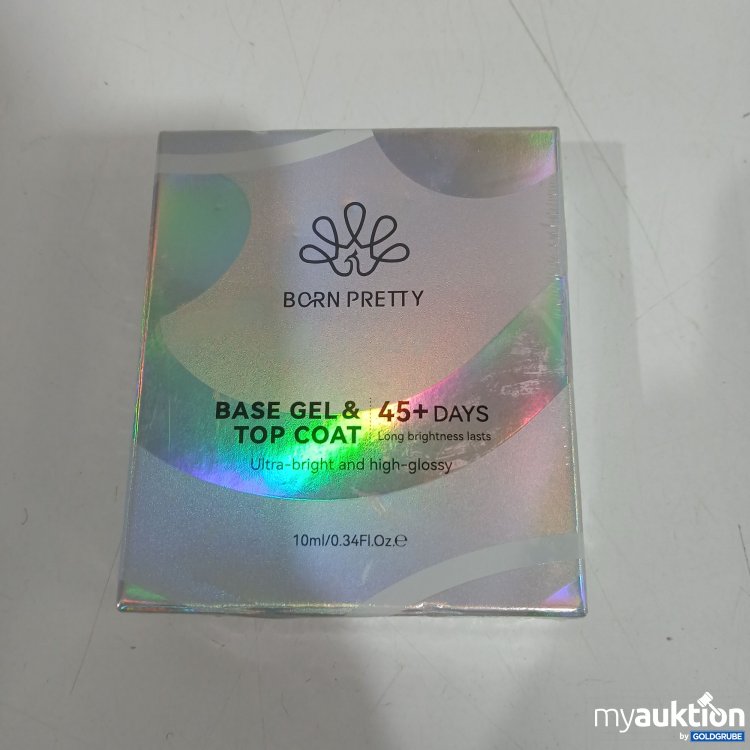 BORN PRETTY
BASE GEL & 45+ DAYS
TOP COAT Long brightness lasts
Ultra-bright and high-glossy
10ml/0.34Fl.Oz.℮
myauktion
by GOLDGRUBE